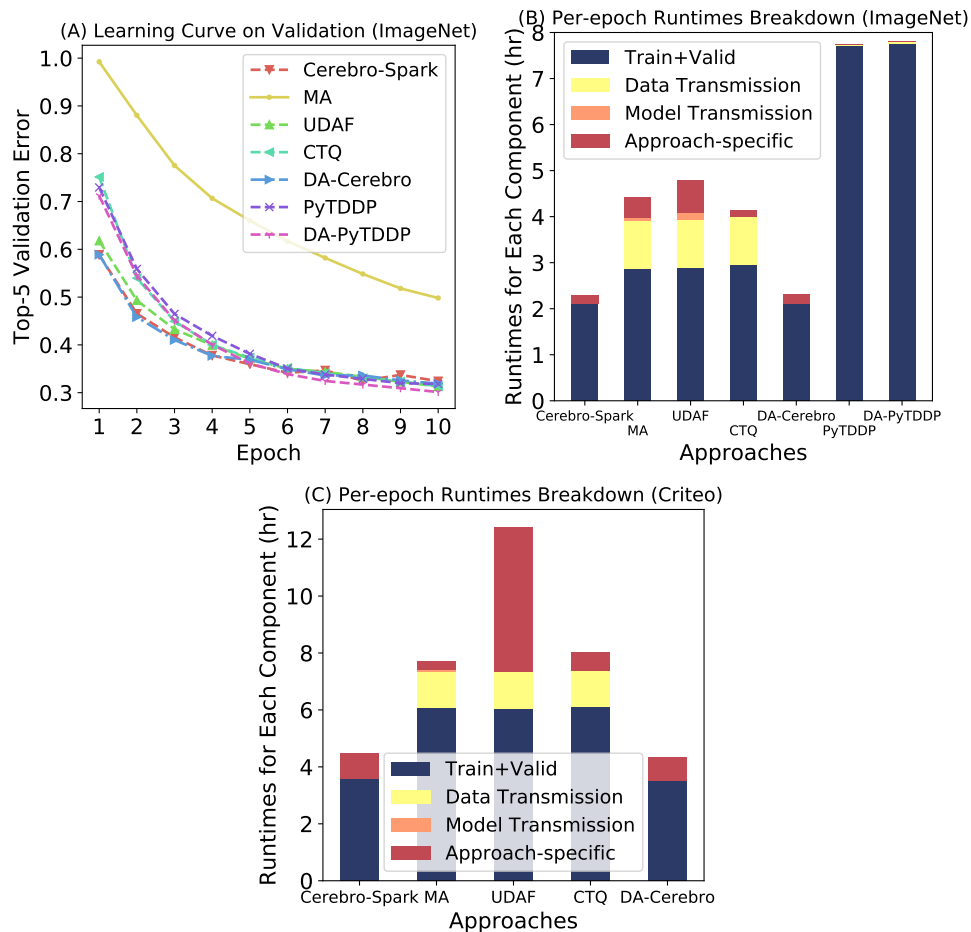 (A) Learning Curve on Validation (ImageNet)
Top-5 Validation Error
1.0
0.9
0.8
0.7
0.6
0.5
0.4
0.3
Cerebro-Spark
MA
UDAF
CTQ
DA-Cerebro
PyTDDP
DA-PyTDDP
1 2 3 4 5 6 7 8 9 10
Epoch
(B) Per-epoch Runtimes Breakdown (ImageNet)
Runtimes for Each Component (hr)
8
7
6
5
4
3
2
1
0
Train+Valid
Data Transmission
Model Transmission
Approach-specific
Cerebro-Spark UDAF DA-Cerebro DA-PyTDDP
MA CTQ PyTDDP
Approaches
(C) Per-epoch Runtimes Breakdown (Criteo)
Runtimes for Each Component (hr)
12
10
8
6
4
2
0
Train+Valid
Data Transmission
Model Transmission
Approach-specific
Cerebro-Spark MA UDAF CTQ DA-Cerebro
Approaches